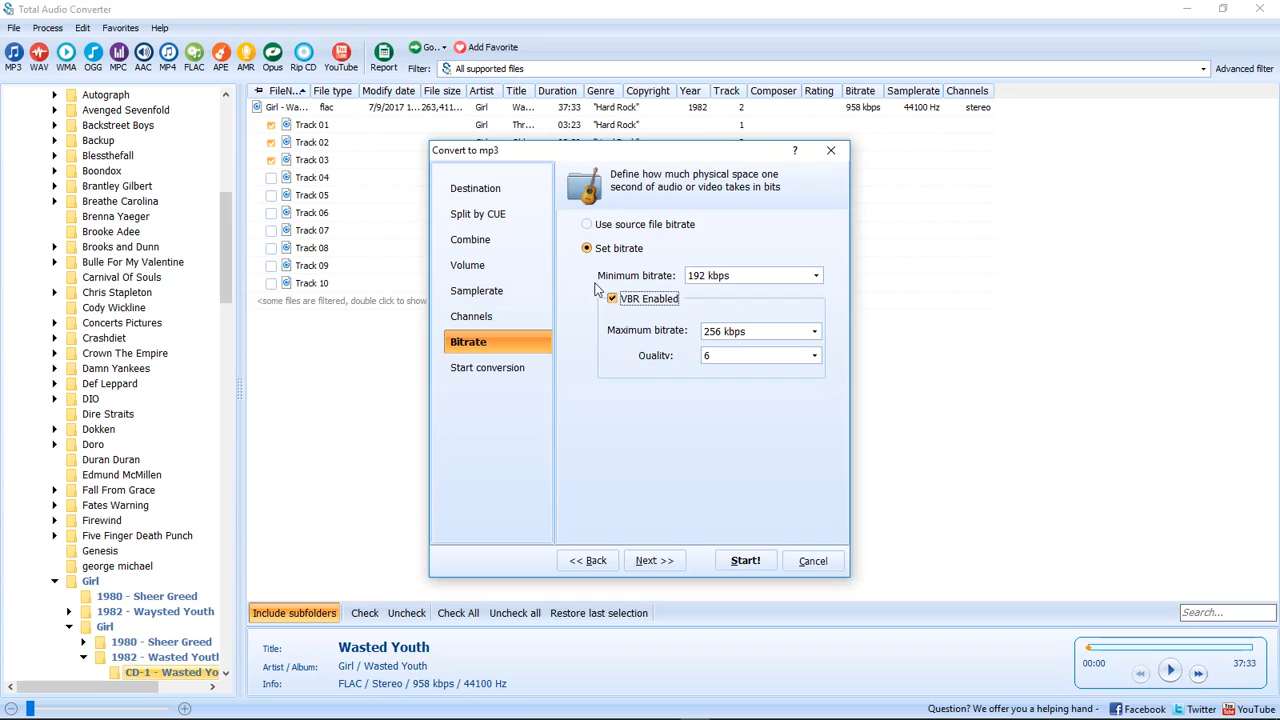 Total Audio Converter
File Process Edit Favorites Help
MP3 WAV WMA OGG MPC AAC MP4 FLAC APE AMR Opus Rip CD YouTube Report
Go.. Add Favorite
Filter: All supported files Advanced filter
Autograph
Avenged Sevenfold
Backstreet Boys
Backup
Blessthefall
Boondox
Brantley Gilbert
Breathe Carolina
Brenna Yaeger
Brooke Adee
Brooks and Dunn
Bulle For My Valentine
Carnival Of Souls
Chris Stapleton
Cody Wickline
Concerts Pictures
Crashdiet
Crown The Empire
Damn Yankees
Def Leppard
DIO
Dire Straits
Dokken
Doro
Duran Duran
Edmund McMillen
Fall From Grace
Fates Warning
Firewind
Five Finger Death Punch
Genesis
george michael
Girl
1980 - Sheer Greed
1982 - Waysted Youth
Girl
1980 - Sheer Greed
1982 - Wasted Youtl
CD-1 - Wasted Yo
FileN... File type Modify date File size Artist Title Duration Genre Copyright Year Track Composer Rating Bitrate Samplerate Channels
Girl - Wa... flac 7/9/2017 1... 263,411... Girl Wa... 37:33 "Hard Rock" 1982 2 958 kbps 44100 Hz stereo
Track 01 Girl Thr... 03:23 "Hard Rock" 1
Track 02
Track 03
Track 04
Track 05
Track 06
Track 07
Track 08
Track 09
Track 10
<some files are filtered, double click to show
Convert to mp3 ?
Destination
Split by CUE
Combine
Volume
Samplerate
Channels
Bitrate
Start conversion
Define how much physical space one
second of audio or video takes in bits
Use source file bitrate
Set bitrate
Minimum bitrate: 192 kbps
VBR Enabled
Maximum bitrate: 256 kbps
Quality: 6
<< Back Next >> Start! Cancel
Include subfolders Check Uncheck Check All Uncheck all Restore last selection Search...
Title: Wasted Youth
Artist / Album: Girl / Wasted Youth
Info: FLAC / Stereo / 958 kbps / 44100 Hz
00:00 37:33
Question? We offer you a helping hand - Facebook Twitter YouTube